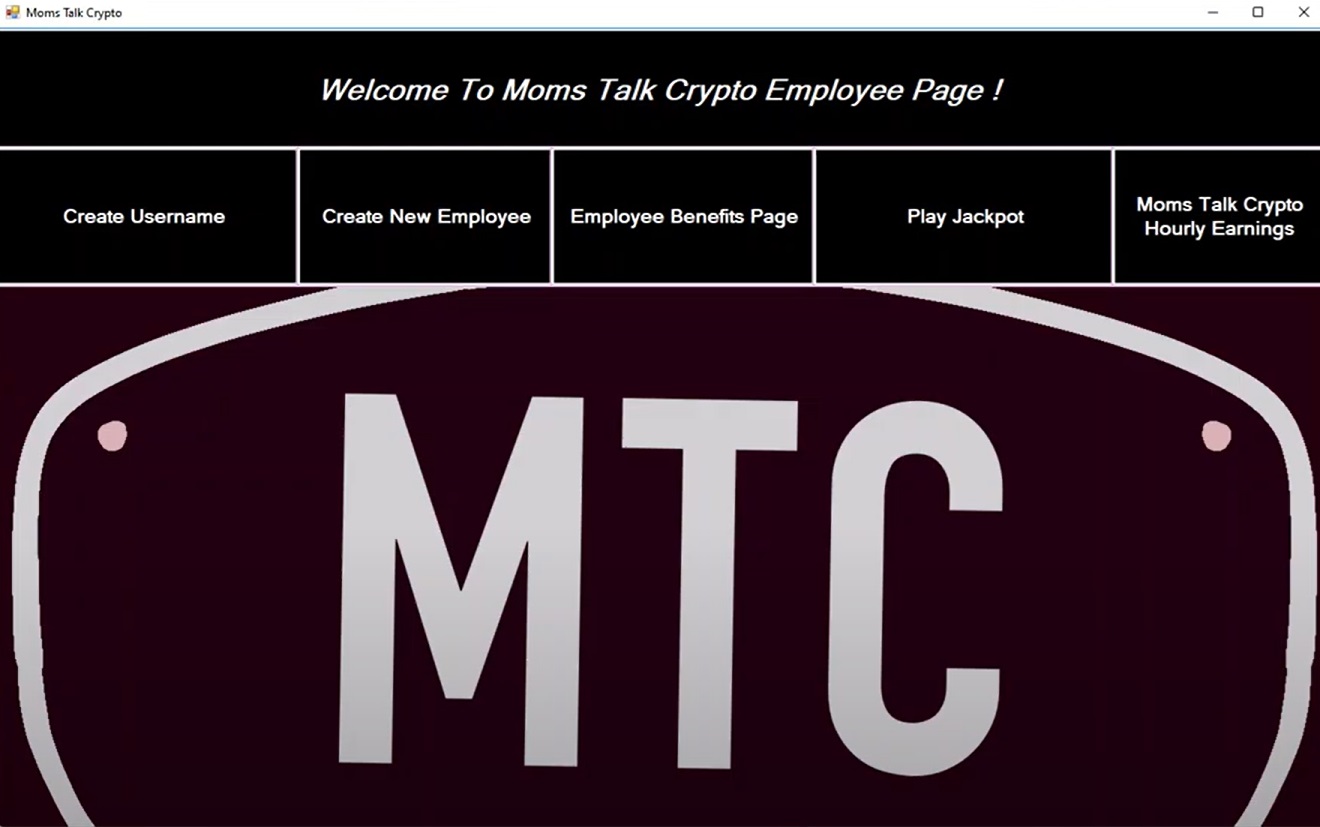 Moms Talk Crypto
Welcome To Moms Talk Crypto Employee Page !
Create Username
Create New Employee
Employee Benefits Page
Play Jackpot
Moms Talk Crypto
Hourly Earnings
MTC